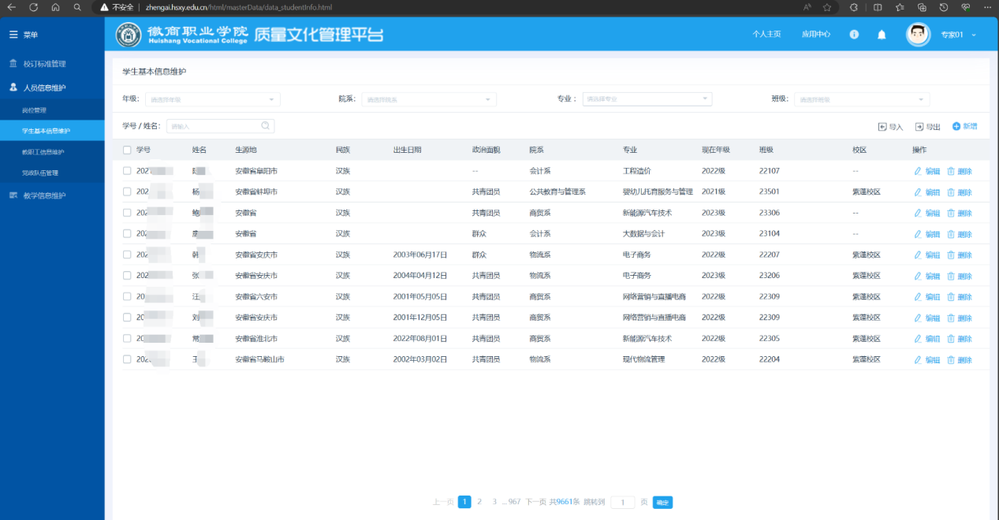 不安全 zhengai.hsxy.edu.cn/html/masterData/data_studentInfo.html
菜单
徽商职业学院 质量文化管理平台
Huishang Vocational College
个人主页 应用中心 专家01
校订标准管理
人员信息维护
岗位管理
学生基本信息维护
教职工信息维护
党政队伍管理
教学信息维护
学生基本信息维护
年级: 请选择年级 院系: 请选择院系 专业: 请选择专业 班级: 请选择班级
学号 / 姓名: 请输入 导入 导出 新增
学号 姓名 生源地 民族 出生日期 政治面貌 院系 专业 现在年级 班级 校区 操作
202 安徽省阜阳市 汉族 -- 会计系 工程造价 2022级 22107 -- 编辑 删除
202 杨 安徽省蚌埠市 汉族 共青团员 公共教育与管理系 婴幼儿托育服务与管理 2021级 23501 紫蓬校区 编辑 删除
202 鲍 安徽省 汉族 共青团员 商贸系 新能源汽车技术 2023级 23306 -- 编辑 删除
202 安徽省 汉族 群众 会计系 大数据与会计 2023级 23104 -- 编辑 删除
202 韩 安徽省安庆市 汉族 2003年06月17日 群众 物流系 电子商务 2022级 22207 紫蓬校区 编辑 删除
202 张 安徽省安庆市 汉族 2004年04月12日 共青团员 物流系 电子商务 2023级 23206 紫蓬校区 编辑 删除
20 汪 安徽省六安市 汉族 2001年05月05日 共青团员 商贸系 网络营销与直播电商 2022级 22309 紫蓬校区 编辑 删除
20 刘 安徽省安庆市 汉族 2001年12月05日 共青团员 商贸系 网络营销与直播电商 2022级 22309 紫蓬校区 编辑 删除
20 常 安徽省淮北市 汉族 2022年08月01日 共青团员 商贸系 新能源汽车技术 2022级 22305 紫蓬校区 编辑 删除
202 王 安徽省马鞍山市 汉族 2002年03月02日 共青团员 物流系 现代物流管理 2022级 22204 紫蓬校区 编辑 删除
上一页 1 2 3 ... 967 下一页 共9661条 跳转到 1 页 确定